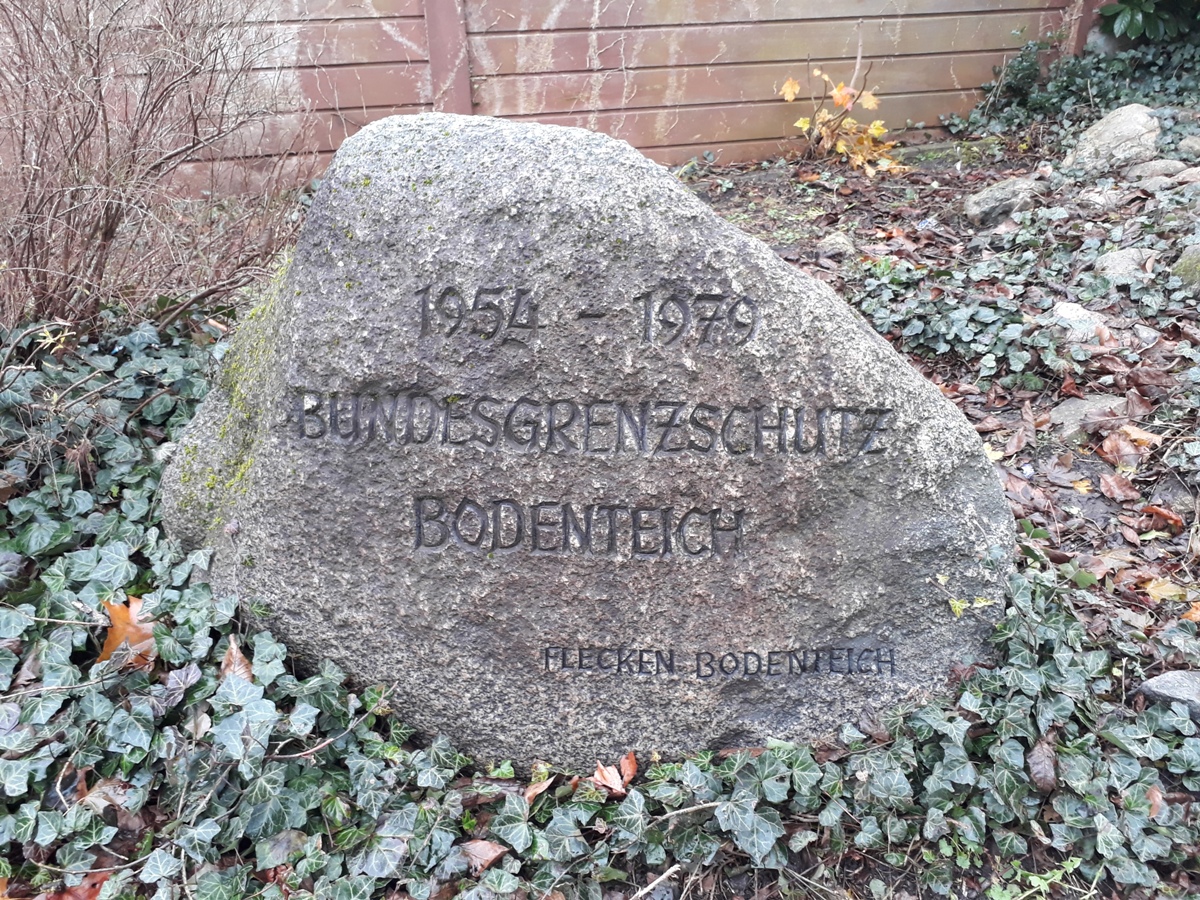 1954 - 1979
BUNDESGRENZSCHUTZ
BODENTEICH
FLECKEN BODENTEICH